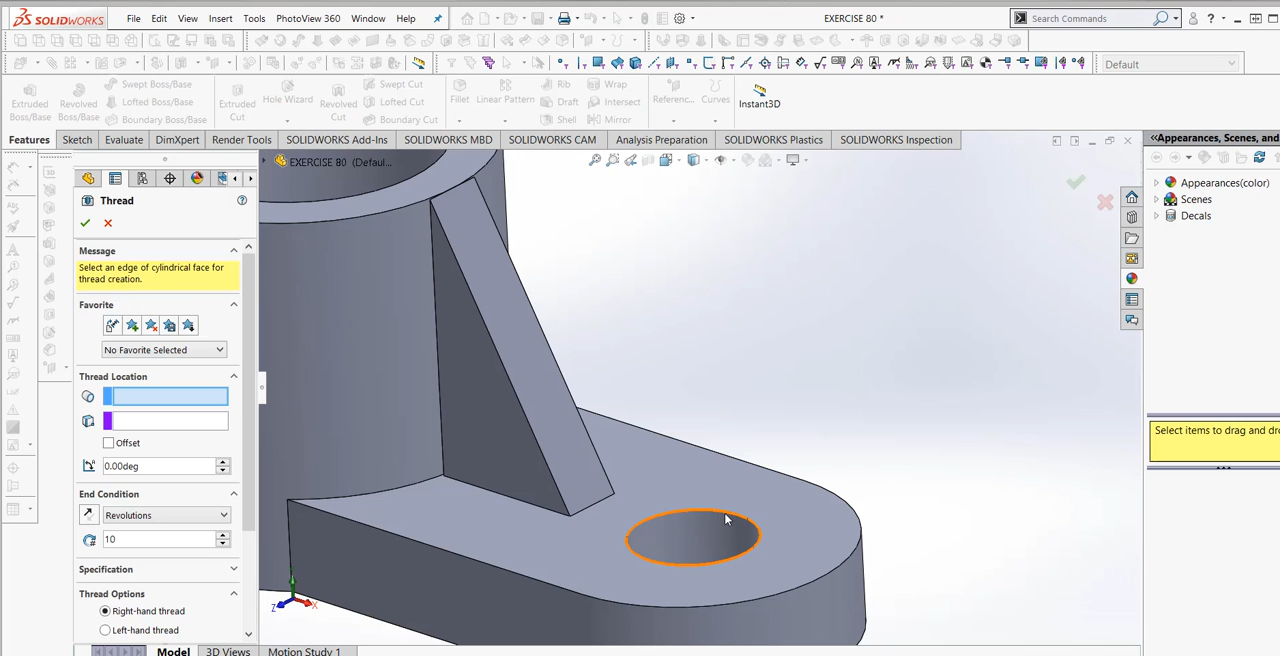 SOLIDWORKS File Edit View Insert Tools PhotoView 360 Window Help EXERCISE 80 * Search Commands ?
Default
Extruded Boss/Base
Revolved Boss/Base
Swept Boss/Base
Lofted Boss/Base
Boundary Boss/Base
Extruded Cut
Hole Wizard
Revolved Cut
Swept Cut
Lofted Cut
Boundary Cut
Fillet
Linear Pattern
Rib
Draft
Shell
Wrap
Intersect
Mirror
Referenc...
Curves
Instant3D
Features Sketch Evaluate DimXpert Render Tools SOLIDWORKS Add-Ins SOLIDWORKS MBD SOLIDWORKS CAM Analysis Preparation SOLIDWORKS Plastics SOLIDWORKS Inspection
<<Appearances, Scenes, and
EXERCISE 80 (Defaul...
Thread
Message
Select an edge of cylindrical face for
thread creation.
Favorite
No Favorite Selected
Thread Location
Offset
0.00deg
End Condition
Revolutions
10
Specification
Thread Options
Right-hand thread
Left-hand thread
Appearances(color)
Scenes
Decals
Select items to drag and dro
Z X
Model 3D Views Motion Study 1